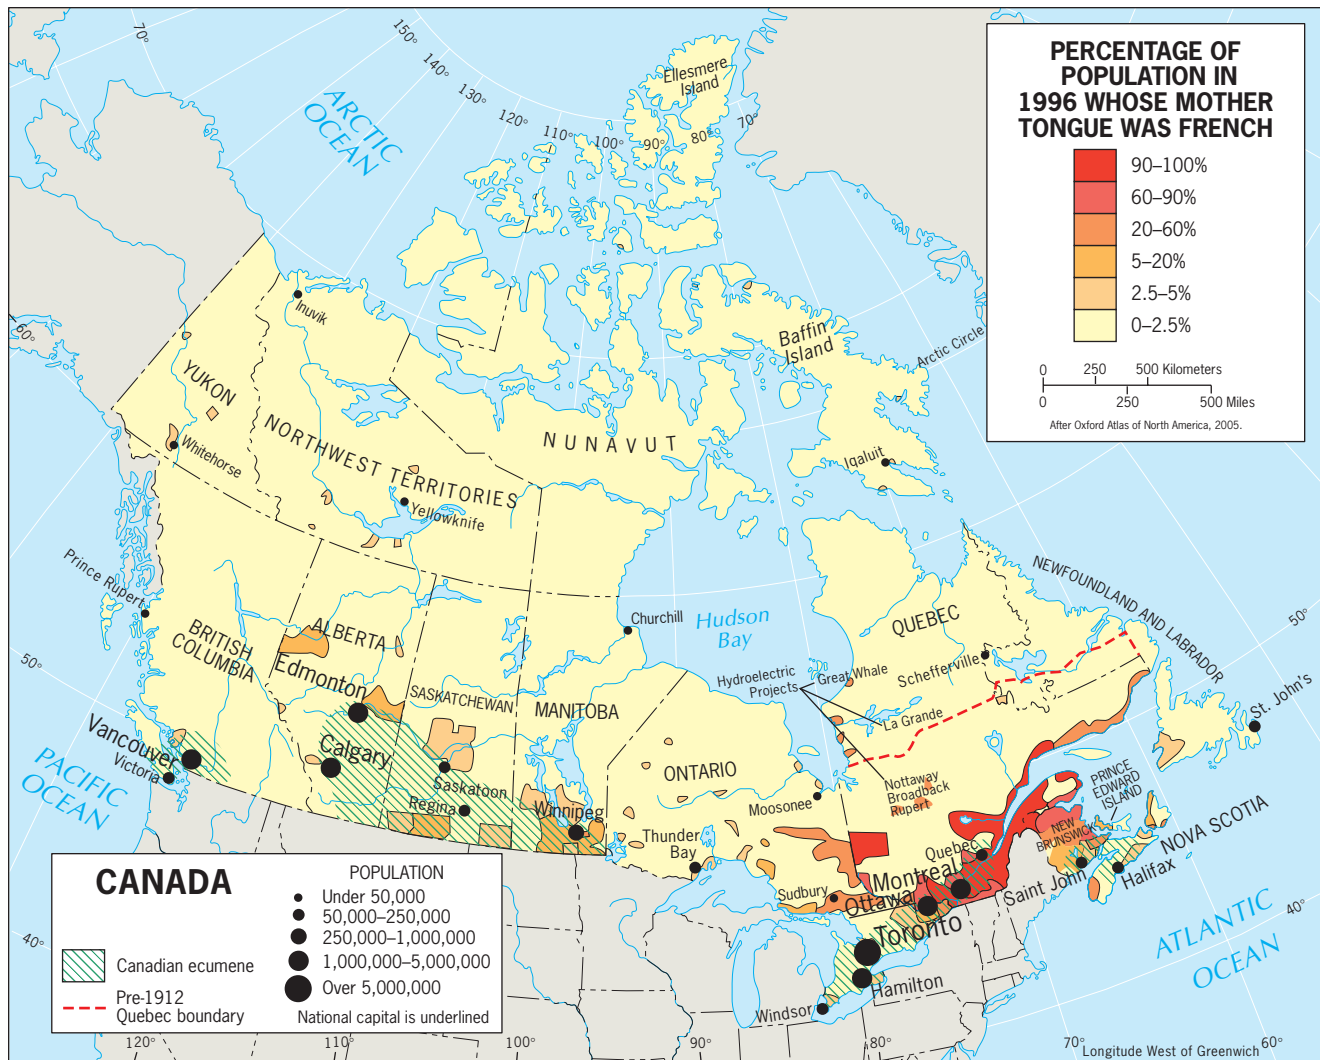 PERCENTAGE OF
POPULATION IN
1996 WHOSE MOTHER
TONGUE WAS FRENCH
90–100%
60–90%
20–60%
5–20%
2.5–5%
0–2.5%
0 250 500 Kilometers
0 250 500 Miles
After Oxford Atlas of North America, 2005.
70°
150°
140°
130°
120°
110°
100°
90°
80°
70°
60°
50°
40°
ARCTIC
OCEAN
Ellesmere
Island
Baffin
Island
Arctic Circle
Inuvik
YUKON
Whitehorse
NORTHWEST TERRITORIES
Yellowknife
NUNAVUT
Iqaluit
Prince Rupert
BRITISH
COLUMBIA
ALBERTA
Edmonton
SASKATCHEWAN
MANITOBA
Churchill
Hudson
Bay
QUEBEC
NEWFOUNDLAND AND LABRADOR
50°
Schefferville
Hydroelectric
Projects
Great Whale
La Grande
Nottaway
Broadback
Rupert
St. John's
Vancouver
Victoria
PACIFIC
OCEAN
Calgary
Saskatoon
Regina
Winnipeg
ONTARIO
Moosonee
Thunder
Bay
Sudbury
Ottawa
Montreal
Quebec
NEW
BRUNSWICK
PRINCE
EDWARD
ISLAND
NOVA SCOTIA
Saint John
Halifax
Toronto
Hamilton
Windsor
ATLANTIC
OCEAN
40°
CANADA
Canadian ecumene
Pre-1912
Quebec boundary
POPULATION
Under 50,000
50,000–250,000
250,000–1,000,000
1,000,000–5,000,000
Over 5,000,000
National capital is underlined
120°
110°
100°
90°
80°
70°
60°
Longitude West of Greenwich